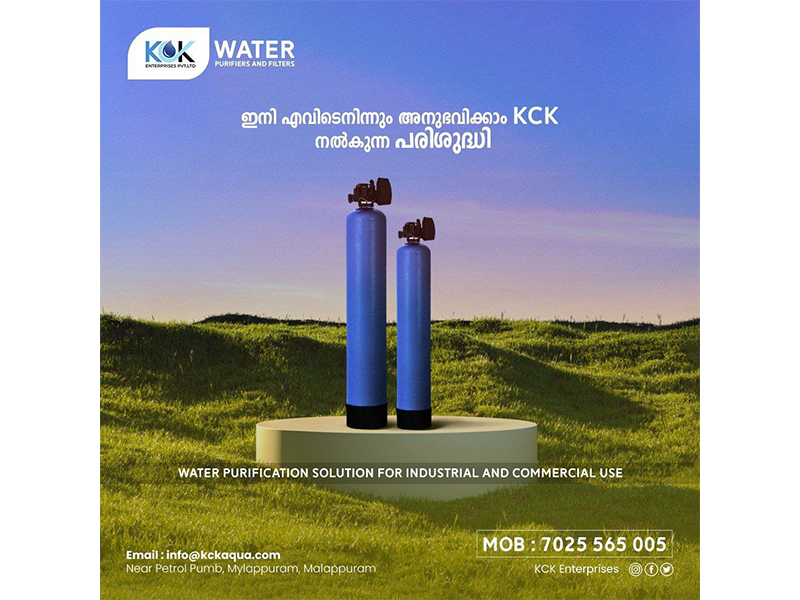 KCK
ENTERPRISES PVT.LTD
WATER
PURIFIERS AND FILTERS
ഇനി എവിടെനിന്നും അനുഭവിക്കാം KCK
നൽകുന്ന പരിശുദ്ധി
WATER PURIFICATION SOLUTION FOR INDUSTRIAL AND COMMERCIAL USE
MOB : 7025 565 005
Email : info@kckaqua.com
Near Petrol Pumb, Mylappuram, Malappuram
KCK Enterprises